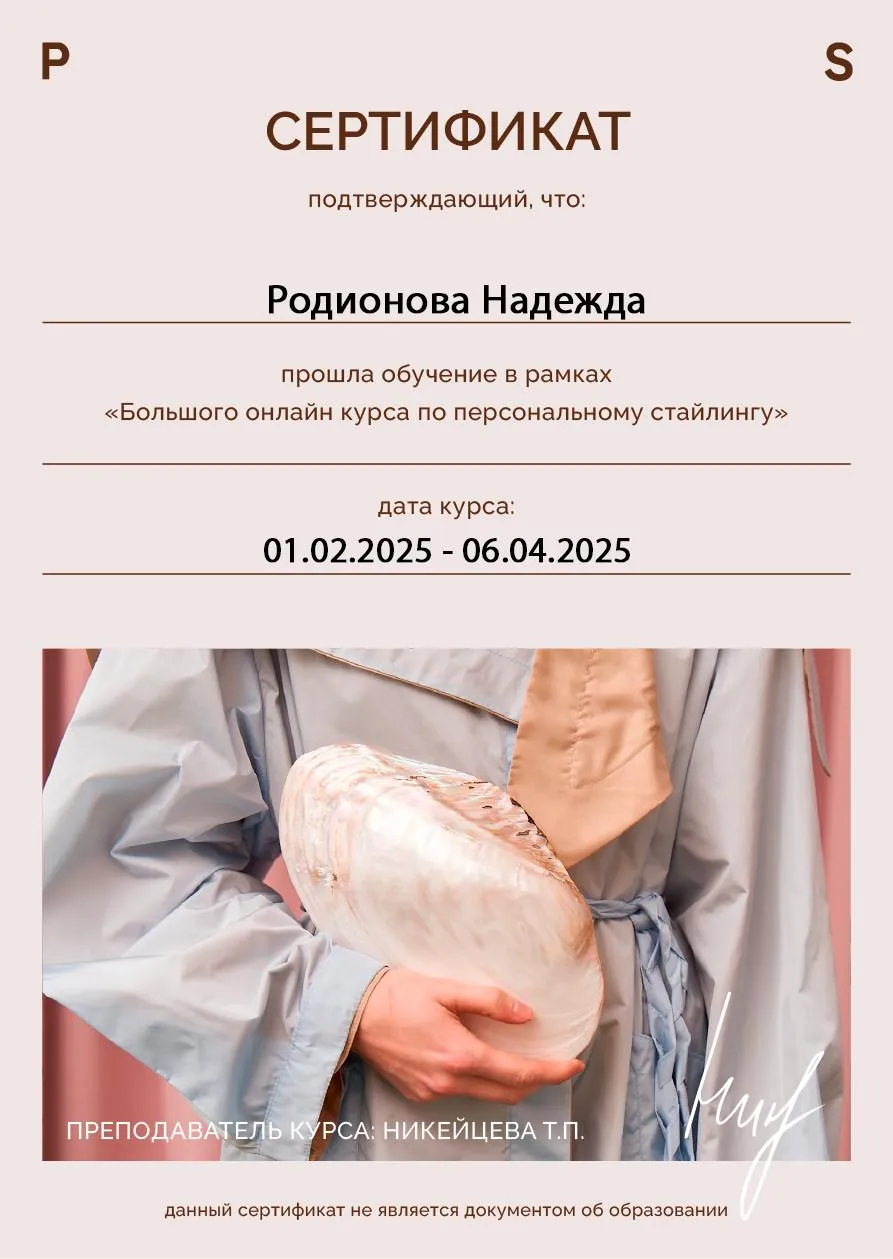 P S
СЕРТИФИКАТ
подтверждающий, что:
Родионова Надежда
прошла обучение в рамках
«Большого онлайн курса по персональному стайлингу»
дата курса:
01.02.2025 - 06.04.2025
ПРЕПОДАВАТЕЛЬ КУРСА: НИКЕЙЦЕВА Т.П.
данный сертификат не является документом об образовании